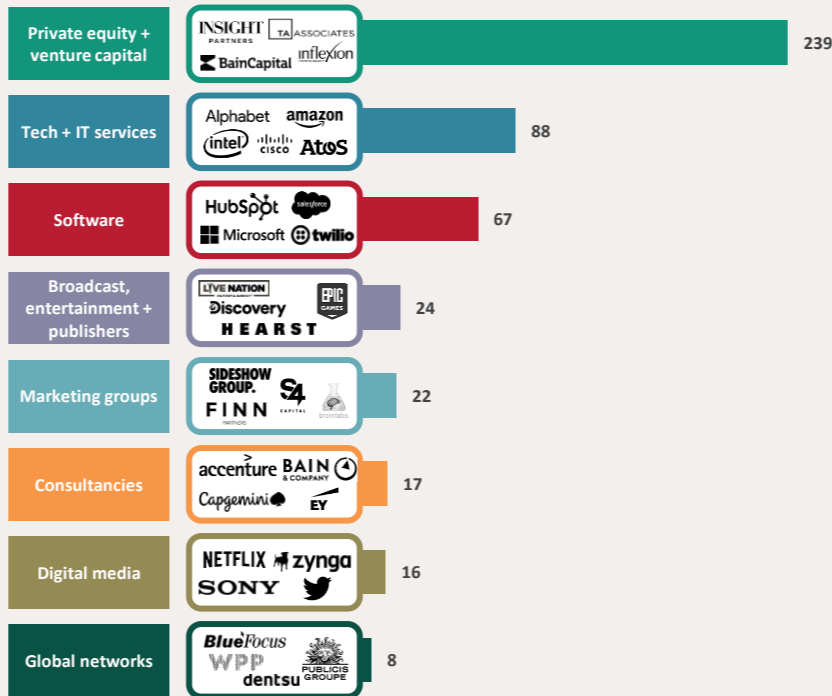 Private equity +
venture capital
INSIGHT
PARTNERS
TA ASSOCIATES
BainCapital
inflexion
239
Tech + IT services
Alphabet
amazon
intel
CISCO
Atos
88
Software
HubSpot
salesforce
Microsoft
twilio
67
Broadcast,
entertainment +
publishers
LIVE NATION
ENTERTAINMENT
EPIC
GAMES
Discovery
HEARST
24
Marketing groups
SIDESHOW
GROUP.
S4
CAPITAL
FINN
PARTNERS
brainlabs
22
Consultancies
accenture
BAIN
& COMPANY
Capgemini
EY
17
Digital media
NETFLIX
zynga
SONY
16
Global networks
BlueFocus
WPP
dentsu
PUBLICIS
GROUPE
8